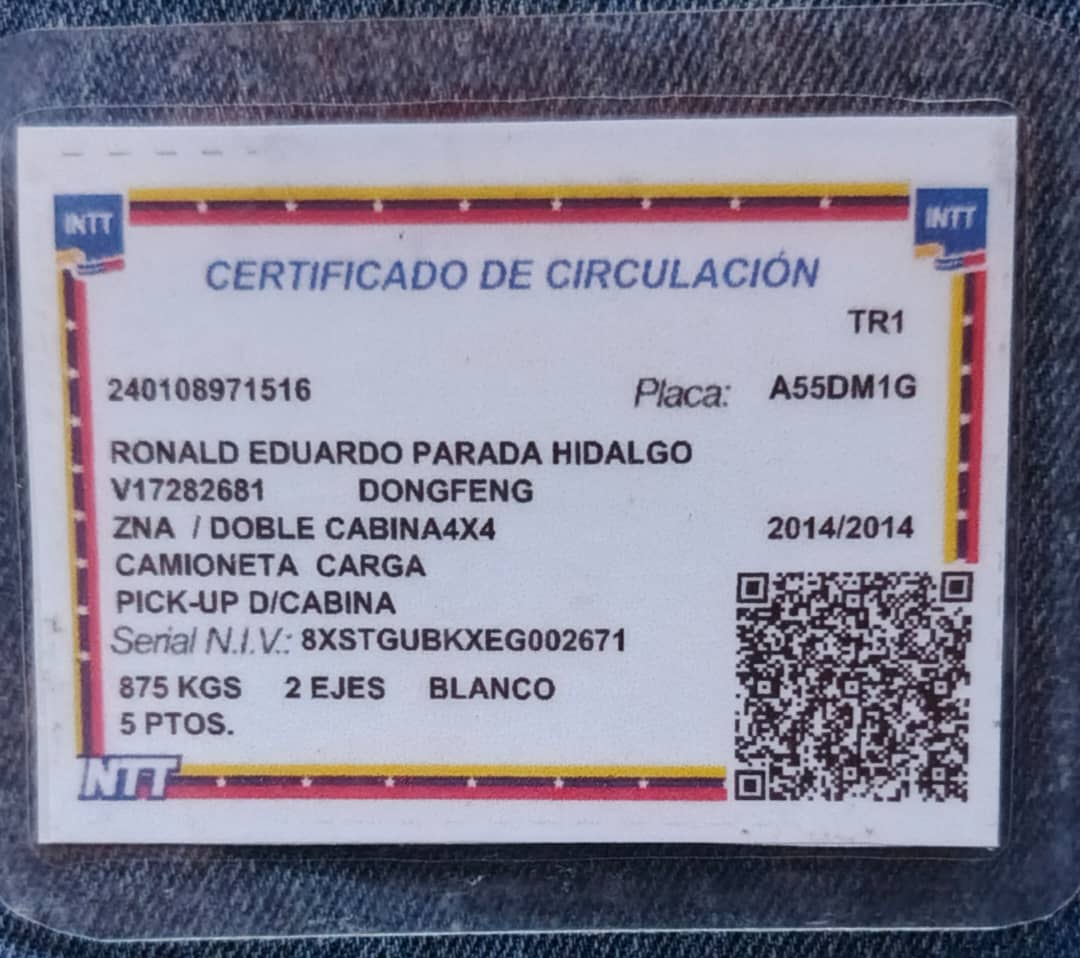 INTT
INTT
CERTIFICADO DE CIRCULACIÓN
TR1
240108971516 Placa: A55DM1G
RONALD EDUARDO PARADA HIDALGO
V17282681 DONGFENG
ZNA / DOBLE CABINA4X4 2014/2014
CAMIONETA CARGA
PICK-UP D/CABINA
Serial N.I.V.: 8XSTGUBKXEG002671
875 KGS 2 EJES BLANCO
5 PTOS.
INTT